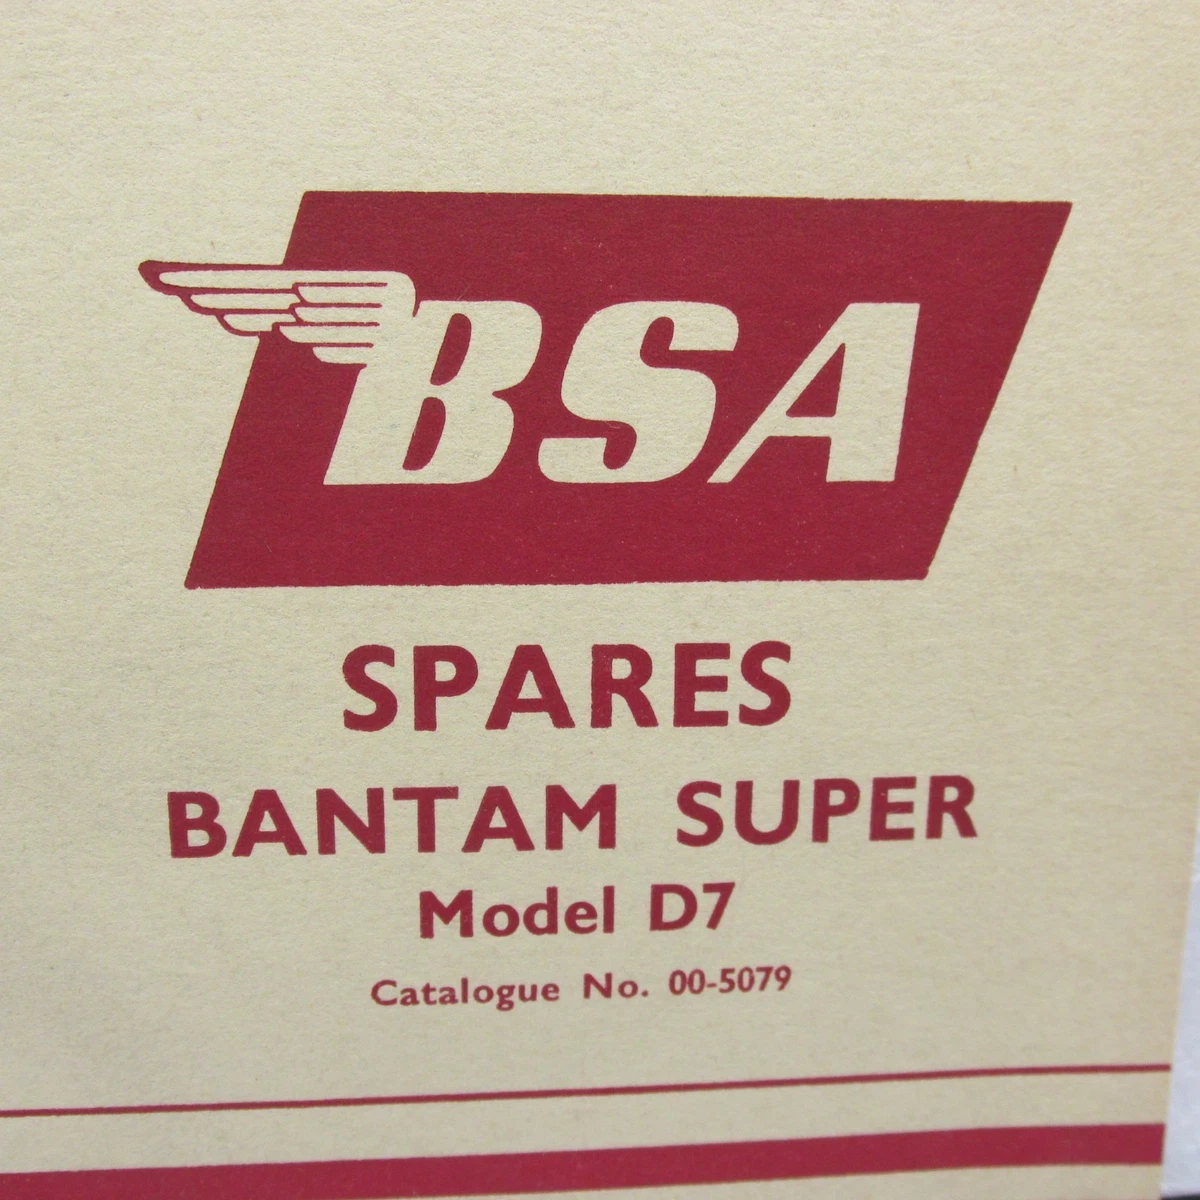 BSA
SPARES
BANTAM SUPER
Model D7
Catalogue No. 00-5079